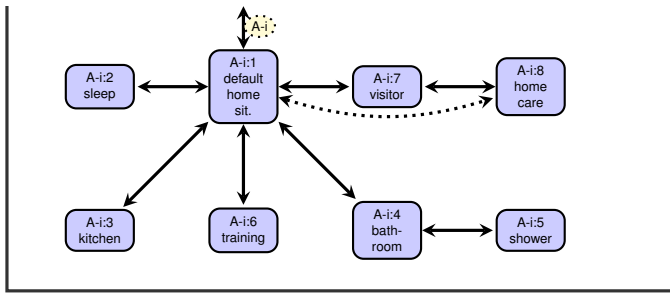 A-i
A-i:1
default
home
sit.
A-i:2
sleep
A-i:7
visitor
A-i:8
home
care
A-i:3
kitchen
A-i:6
training
A-i:4
bath-
room
A-i:5
shower